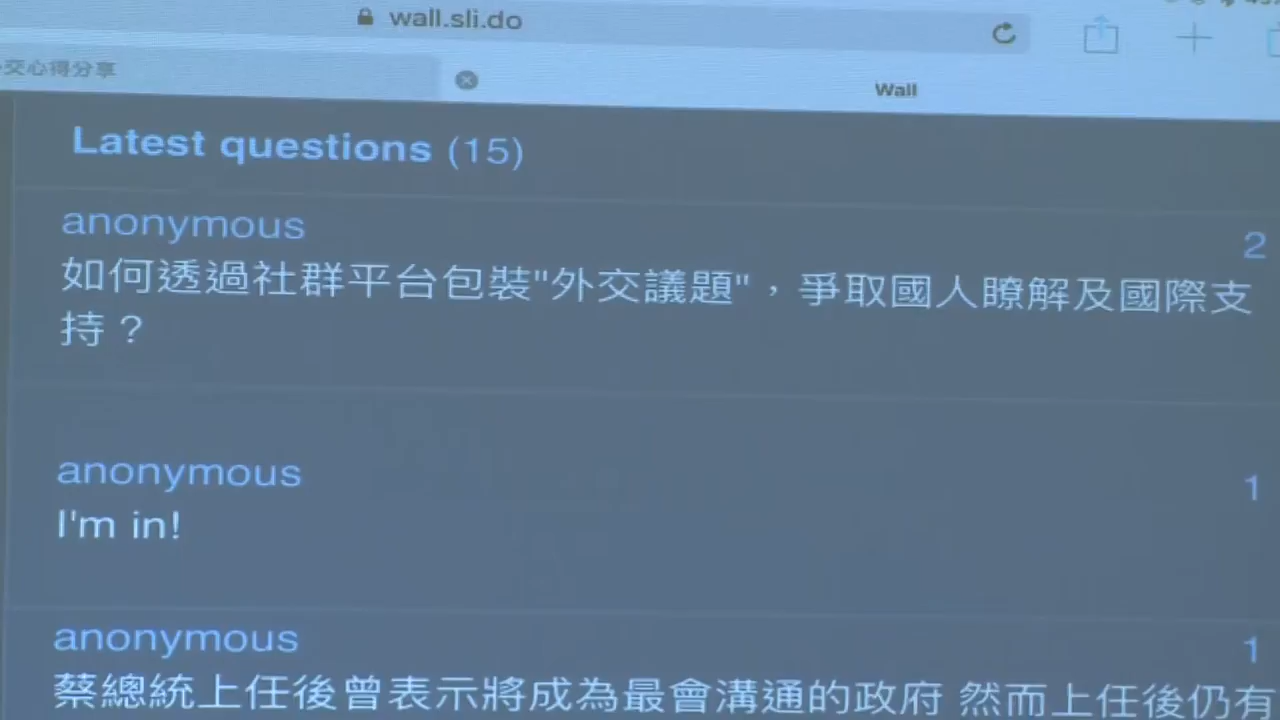 wall.sli.do
交心得分享
Wall
Latest questions (15)
anonymous
2
如何透過社群平台包裝"外交議題"，爭取國人瞭解及國際支
持？
anonymous
1
I'm in!
anonymous
1
蔡總統上任後曾表示將成為最會溝通的政府 然而上任後仍有